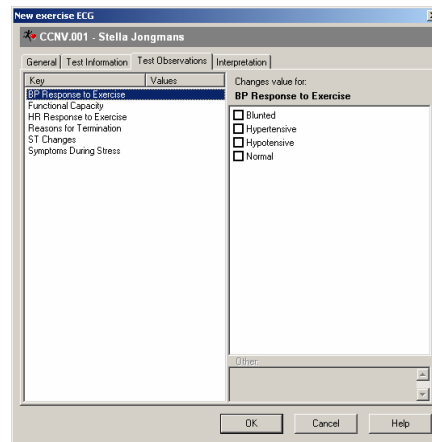 New exercise ECG
CCNV.001 - Stella Jongmans
General Test Information Test Observations Interpretation
Key Values
BP Response to Exercise
Functional Capacity
HR Response to Exercise
Reasons for Termination
ST Changes
Symptoms During Stress
Changes value for:
BP Response to Exercise
Blunted
Hypertensive
Hypotensive
Normal
Other:
OK Cancel Help